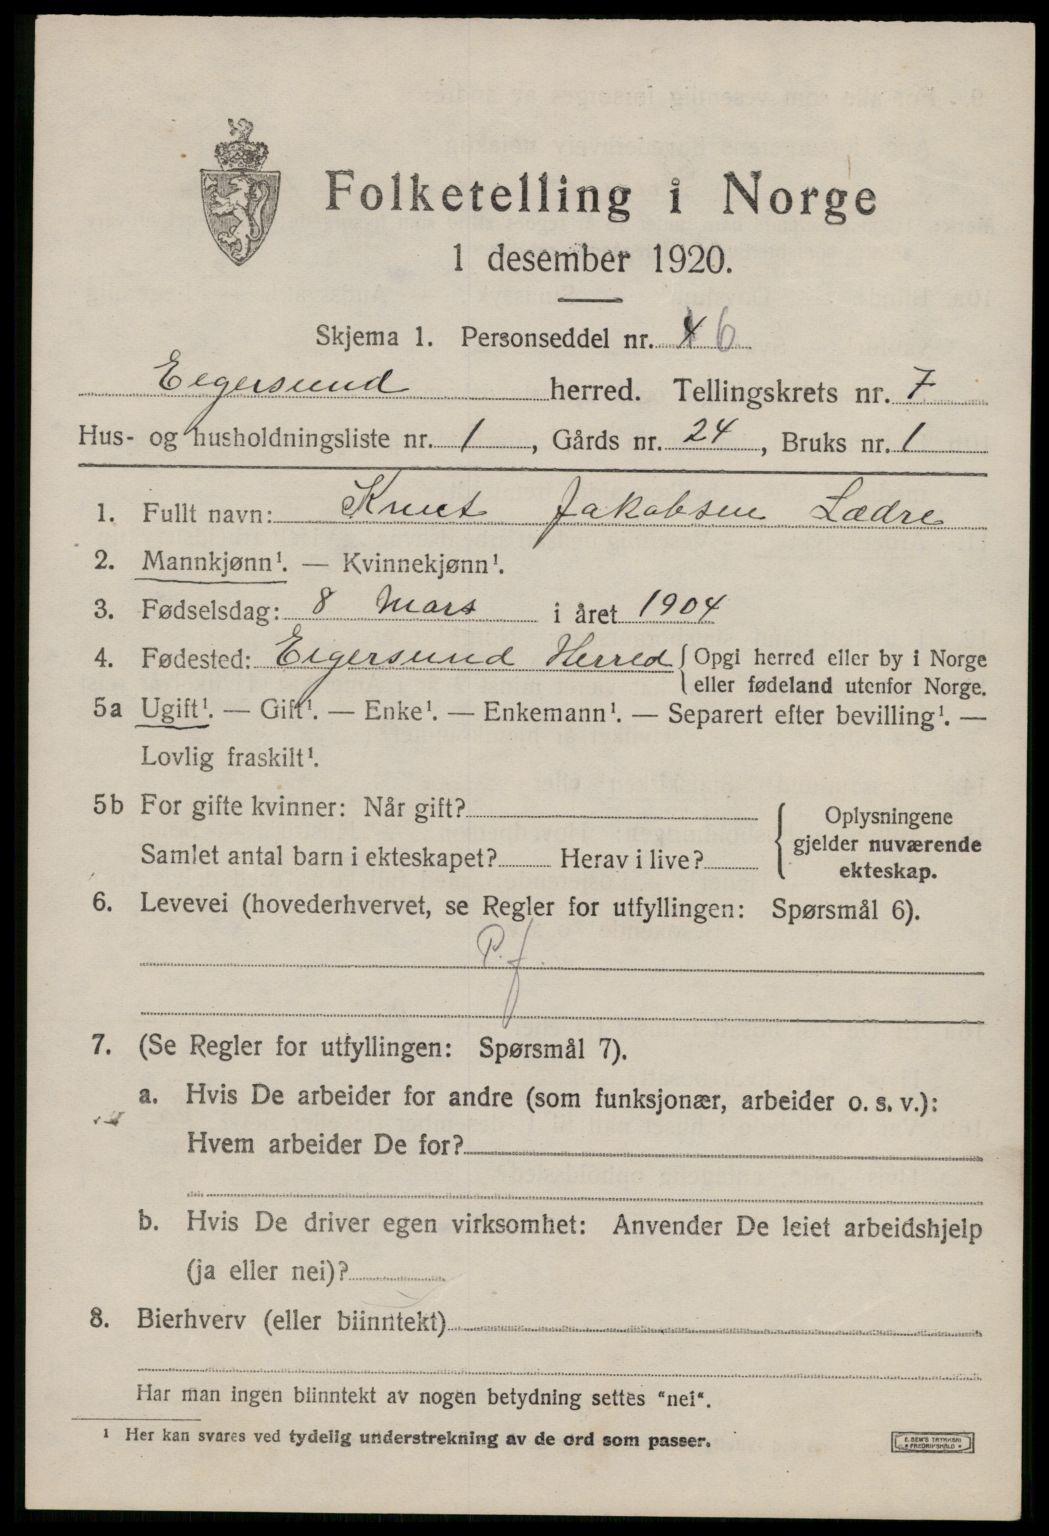 Folketelling i Norge
1 desember 1920.
Skjema 1. Personseddel nr. 6
Eigersund herred. Tellingskrets nr. 7
Hus- og husholdningsliste nr. 1, Gårds nr. 24, Bruks nr. 1
1. Fullt navn: Knut Jakobsen Lædre
2. Mannkjønn¹. — Kvinnekjønn¹.
3. Fødselsdag: 8 Mars i året 1904
4. Fødested: Eigersund Herred { Opgi herred eller by i Norge
eller fødeland utenfor Norge.
5a Ugift¹. — Gift¹. — Enke¹. — Enkemann¹. — Separert efter bevilling¹. —
Lovlig fraskilt¹.
5b For gifte kvinner: Når gift?
Samlet antal barn i ekteskapet? Herav i live?
{ Oplysningene
gjelder nuværende
ekteskap.
6. Levevei (hovederhvervet, se Regler for utfyllingen: Spørsmål 6).
P. f.
7. (Se Regler for utfyllingen: Spørsmål 7).
a. Hvis De arbeider for andre (som funksjonær, arbeider o. s. v.):
Hvem arbeider De for?
b. Hvis De driver egen virksomhet: Anvender De leiet arbeidshjelp
(ja eller nei)?
8. Bierhverv (eller biinntekt)
Har man ingen biinntekt av nogen betydning settes "nei".
¹ Her kan svares ved tydelig understrekning av de ord som passer.
E. SEM'S TRYKKERI
FREDRIKSHALD